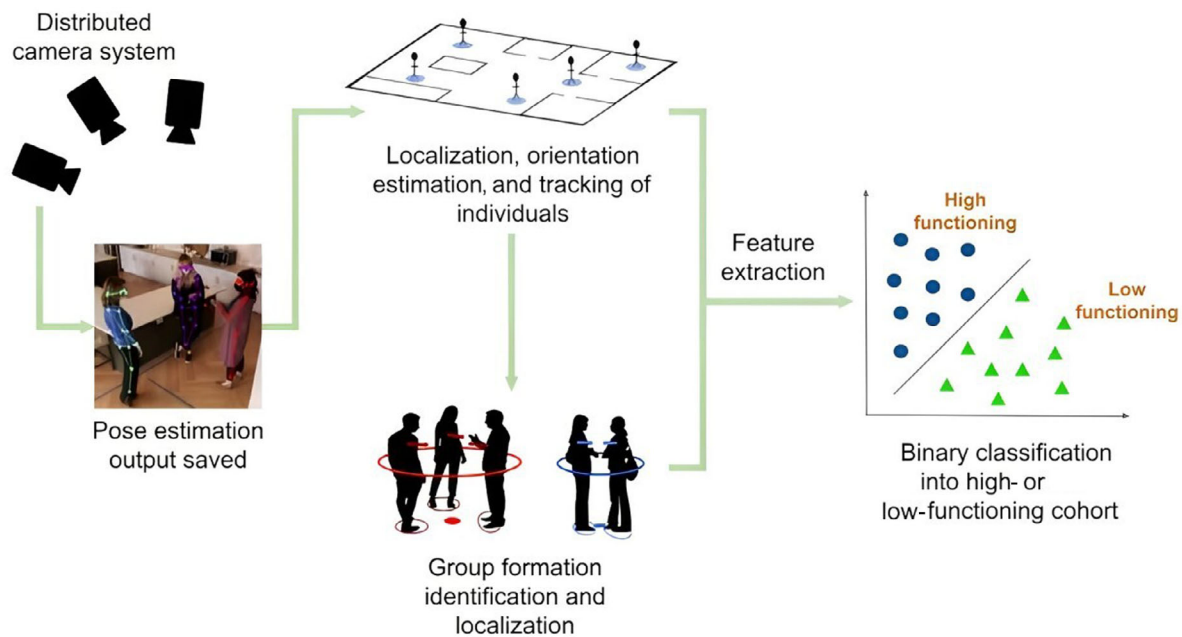 Distributed
camera system
Pose estimation
output saved
Localization, orientation
estimation, and tracking of
individuals
Group formation
identification and
localization
Feature
extraction
High
functioning
Low
functioning
Binary classification
into high- or
low-functioning cohort